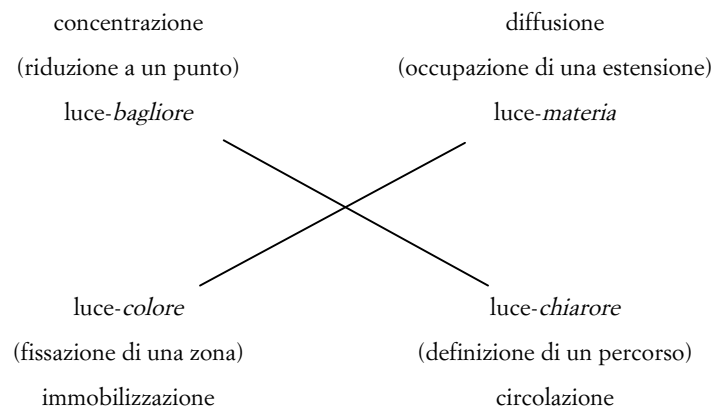 concentrazione
diffusione
(riduzione a un punto)
(occupazione di una estensione)
luce-bagliore
luce-materia
luce-colore
luce-chiarore
(fissazione di una zona)
(definizione di un percorso)
immobilizzazione
circolazione